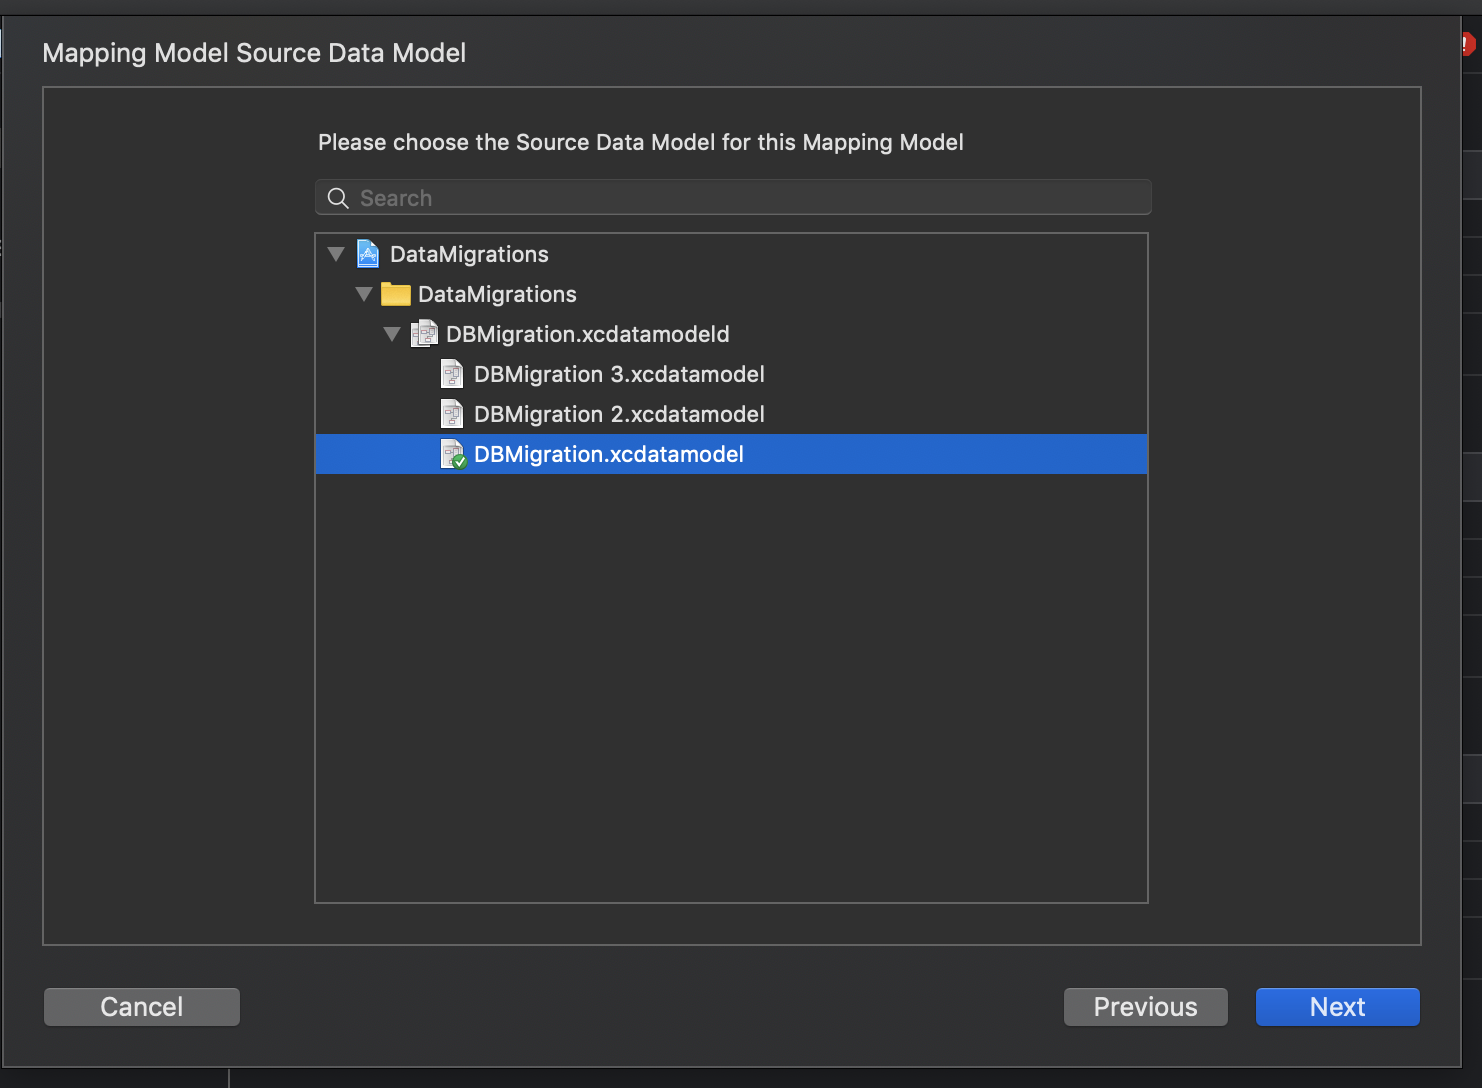 Mapping Model Source Data Model
Please choose the Source Data Model for this Mapping Model
Search
DataMigrations
DataMigrations
DBMigration.xcdatamodeld
DBMigration 3.xcdatamodel
DBMigration 2.xcdatamodel
DBMigration.xcdatamodel
Cancel
Previous
Next